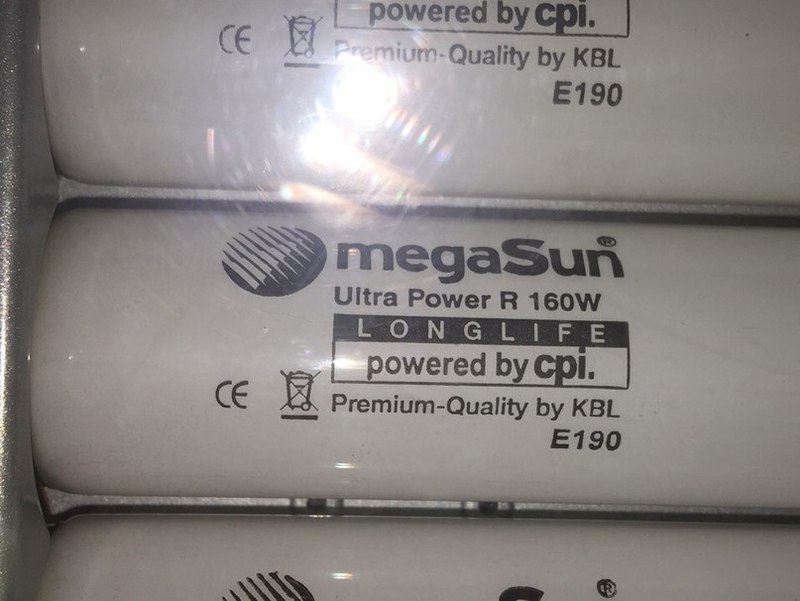 powered by cpi.
CE
Premium-Quality by KBL
E190
megaSun®
Ultra Power R 160W
LONGLIFE
powered by cpi.
CE
Premium-Quality by KBL
E190
®